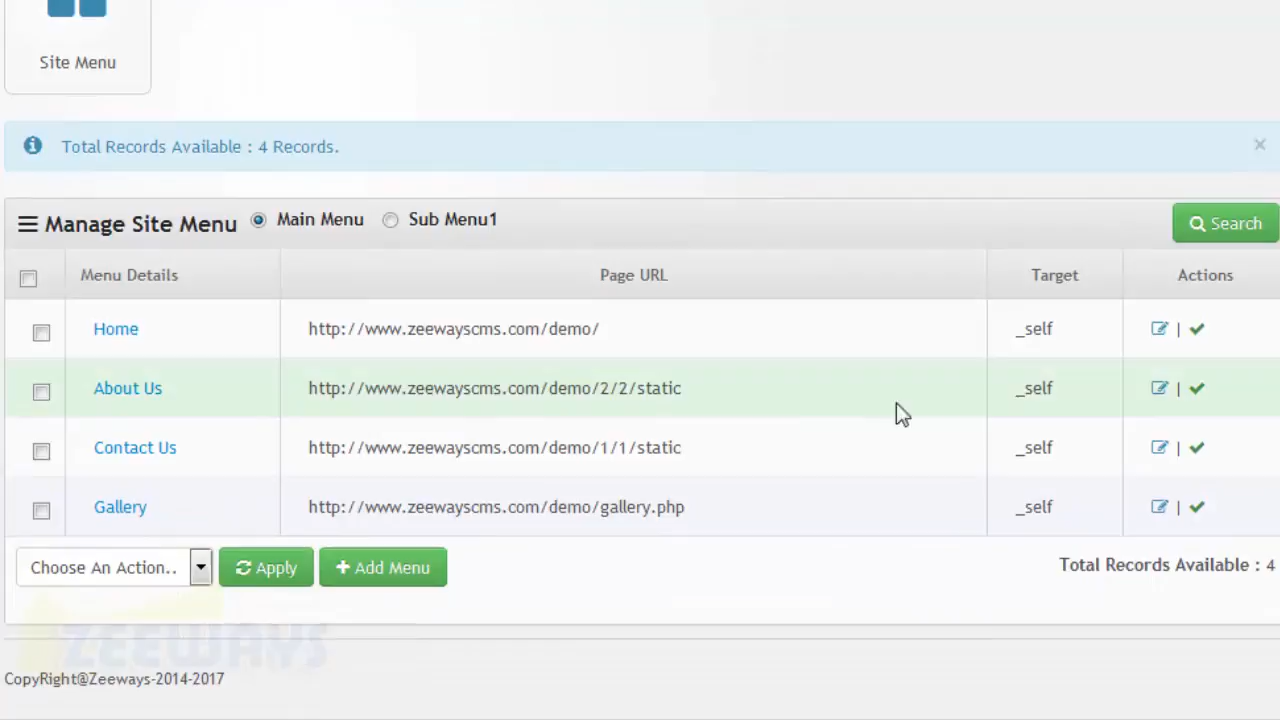 Site Menu
Total Records Available : 4 Records.
×
Manage Site Menu Main Menu Sub Menu1 Search
Menu Details Page URL Target Actions
Home http://www.zeewayscms.com/demo/ _self |
About Us http://www.zeewayscms.com/demo/2/2/static _self |
Contact Us http://www.zeewayscms.com/demo/1/1/static _self |
Gallery http://www.zeewayscms.com/demo/gallery.php _self |
Choose An Action.. Apply Add Menu Total Records Available : 4
ZEEWAYS
CopyRight@Zeeways-2014-2017